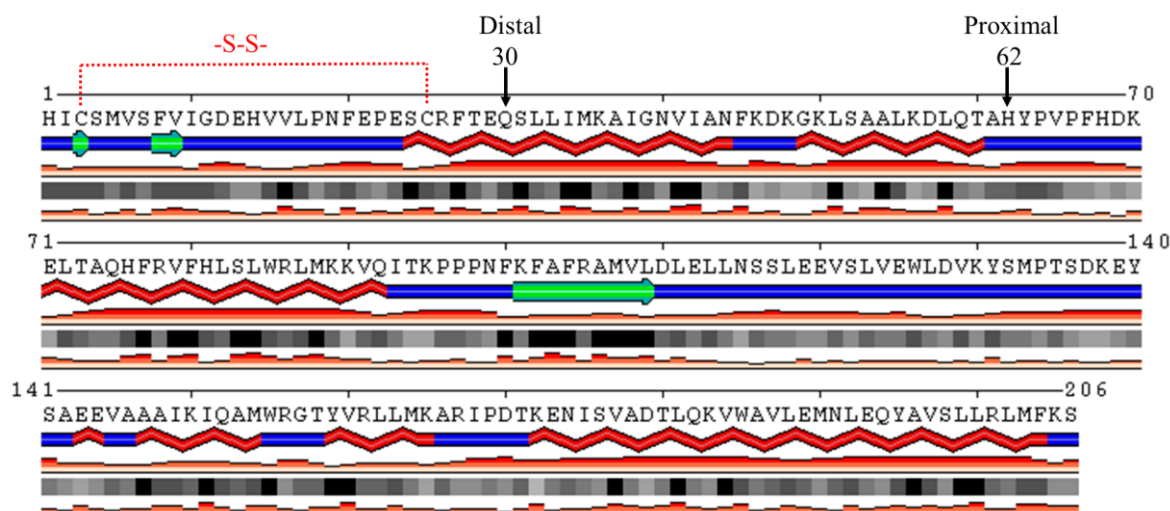 -S-S-
Distal
30
Proximal
62
1 70
HICSMVSFVIGDEHVVLPNFEPESCRFTEQSLLIMKAIGNVIANFKDKGKLSAALKDLQTAHYPVPFHDK
71 140
ELTAQHFRVFHLSLWRLMKKVQITKPPPNFKFAFRAMVLDLELLNSSLEEVSLVEWLDVKYSMPTSDKEY
141 206
SAEEVAAAIKIQAMWRGTYVRLLMKARIPDTKENISVADTLQKVWAVLEMNLEQYAVSLLRLMFKS